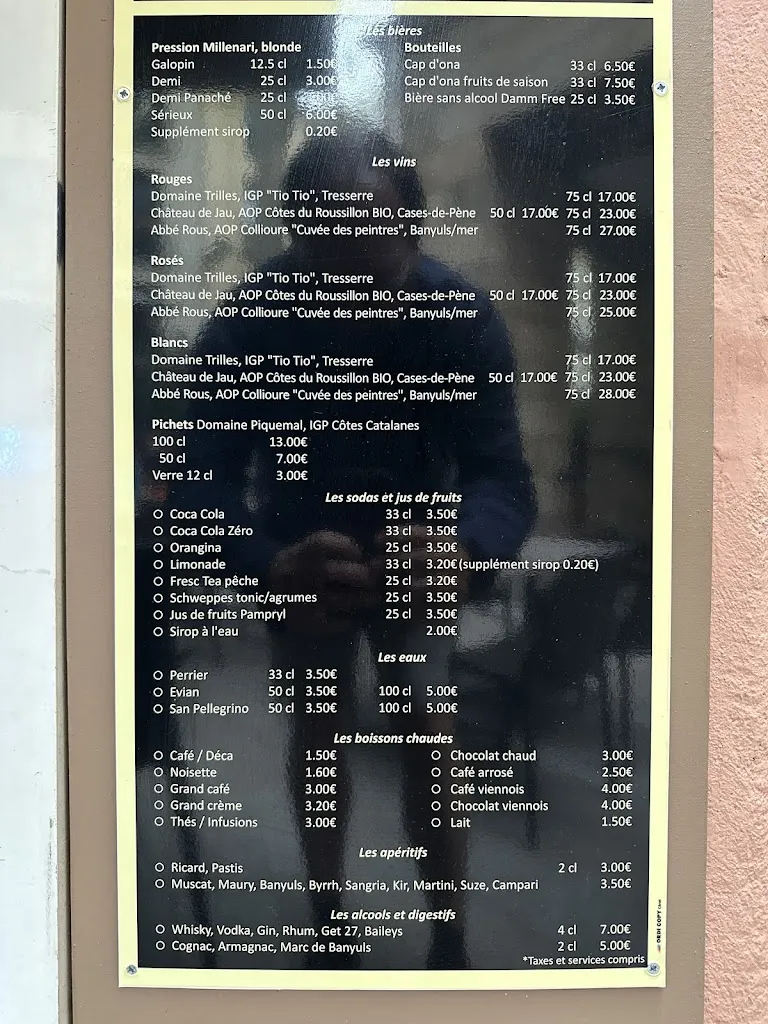 Les bières
Pression Millenari, blonde
Galopin 12.5 cl 1.50€
Demi 25 cl 3.00€
Demi Panaché 25 cl
Sérieux 50 cl 6.00€
Supplément sirop 0.20€
Bouteilles
Cap d'ona 33 cl 6.50€
Cap d'ona fruits de saison 33 cl 7.50€
Bière sans alcool Damm Free 25 cl 3.50€
Les vins
Rouges
Domaine Trilles, IGP "Tio Tio", Tresserre 75 cl 17.00€
Château de Jau, AOP Côtes du Roussillon BIO, Cases-de-Pène 50 cl 17.00€ 75 cl 23.00€
Abbé Rous, AOP Collioure "Cuvée des peintres", Banyuls/mer 75 cl 27.00€
Rosés
Domaine Trilles, IGP "Tio Tio", Tresserre 75 cl 17.00€
Château de Jau, AOP Côtes du Roussillon BIO, Cases-de-Pène 50 cl 17.00€ 75 cl 23.00€
Abbé Rous, AOP Collioure "Cuvée des peintres", Banyuls/mer 75 cl 25.00€
Blancs
Domaine Trilles, IGP "Tio Tio", Tresserre 75 cl 17.00€
Château de Jau, AOP Côtes du Roussillon BIO, Cases-de-Pène 50 cl 17.00€ 75 cl 23.00€
Abbé Rous, AOP Collioure "Cuvée des peintres", Banyuls/mer 75 cl 28.00€
Pichets Domaine Piquemal, IGP Côtes Catalanes
100 cl 13.00€
50 cl 7.00€
Verre 12 cl 3.00€
Les sodas et jus de fruits
Coca Cola 33 cl 3.50€
Coca Cola Zéro 33 cl 3.50€
Orangina 25 cl 3.50€
Limonade 33 cl 3.20€ (supplément sirop 0.20€)
Fresc Tea pêche 25 cl 3.20€
Schweppes tonic/agrumes 25 cl 3.50€
Jus de fruits Pampryl 25 cl 3.50€
Sirop à l'eau 2.00€
Les eaux
Perrier 33 cl 3.50€
Evian 50 cl 3.50€ 100 cl 5.00€
San Pellegrino 50 cl 3.50€ 100 cl 5.00€
Les boissons chaudes
Café / Déca 1.50€
Noisette 1.60€
Grand café 3.00€
Grand crème 3.20€
Thés / Infusions 3.00€
Chocolat chaud 3.00€
Café arrosé 2.50€
Café viennois 4.00€
Chocolat viennois 4.00€
Lait 1.50€
Les apéritifs
Ricard, Pastis 2 cl 3.00€
Muscat, Maury, Banyuls, Byrrh, Sangria, Kir, Martini, Suze, Campari 3.50€
Les alcools et digestifs
Whisky, Vodka, Gin, Rhum, Get 27, Baileys 4 cl 7.00€
Cognac, Armagnac, Marc de Banyuls 2 cl 5.00€
*Taxes et services compris
ORDI COPY